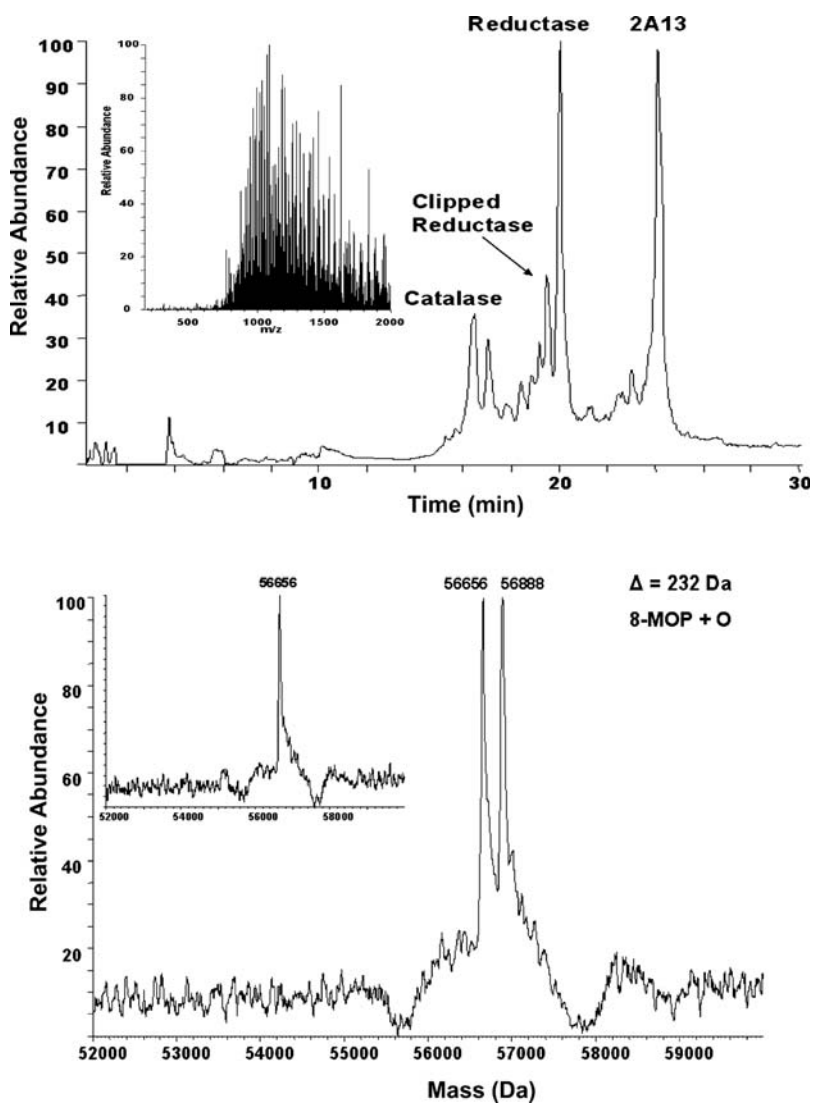 Reductase 2A13
100
90
80
70
60
50
40
30
20
10
Relative Abundance
100
80
60
40
20
0
Relative Abundance
500 1000 1500 2000
m/z
Clipped
Reductase
Catalase
10 20 30
Time (min)
56656 56888
Δ = 232 Da
8-MOP + O
100
80
60
40
20
Relative Abundance
56656
52000 54000 56000 58000
52000 53000 54000 55000 56000 57000 58000 59000
Mass (Da)